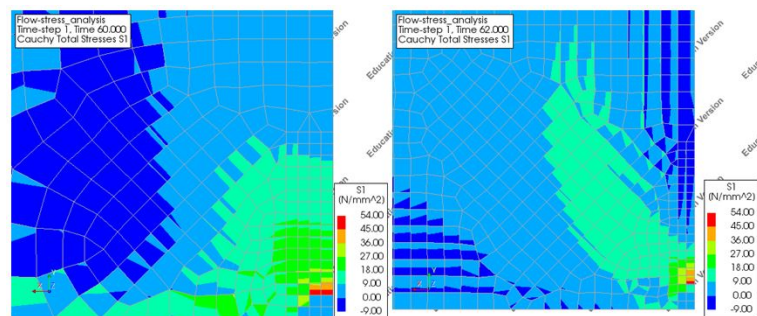 Flow-stress_analysis
Time-step 1, Time 60.000
Cauchy Total Stresses S1
S1
(N/mm^2)
54.00
45.00
36.00
27.00
18.00
9.00
0.00
-9.00
Y
X
Z
Flow-stress_analysis
Time-step 1, Time 62.000
Cauchy Total Stresses S1
S1
(N/mm^2)
54.00
45.00
36.00
27.00
18.00
9.00
0.00
-9.00
Y
X
Z